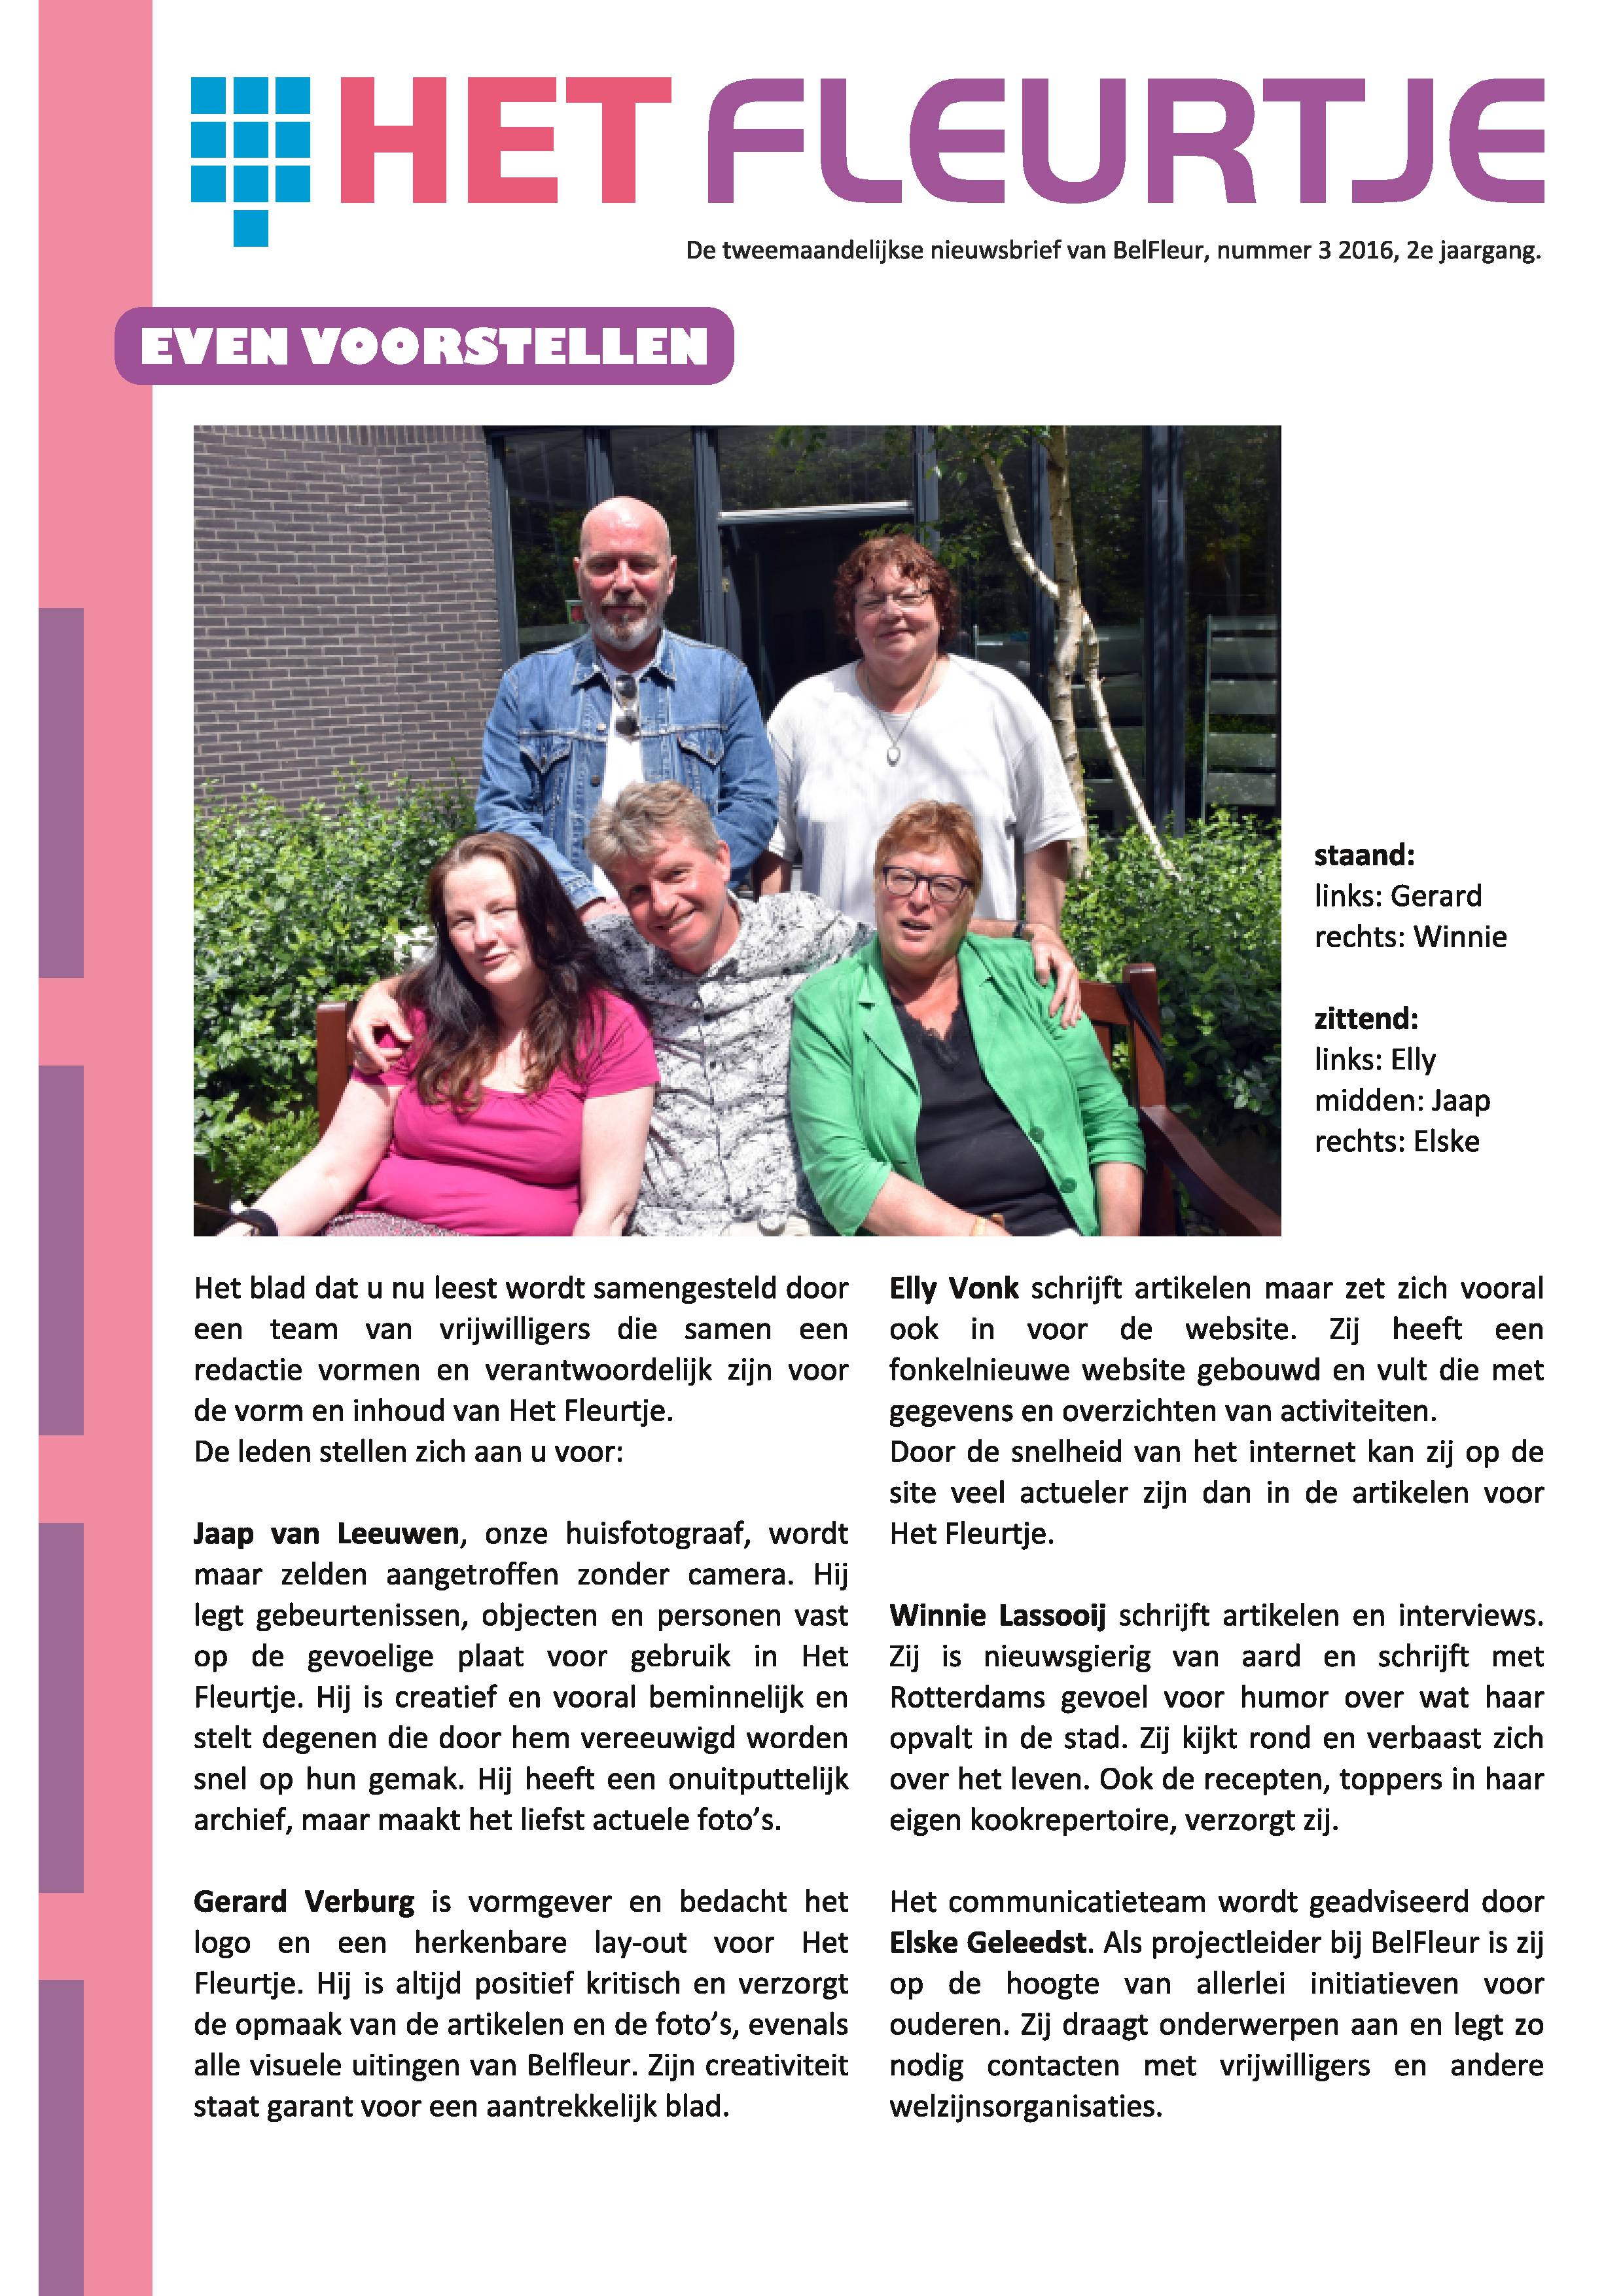 HET FLEURTJE
De tweemaandelijkse nieuwsbrief van BelFleur, nummer 3 2016, 2e jaargang.
EVEN VOORSTELLEN
staand:
links: Gerard
rechts: Winnie
zittend:
links: Elly
midden: Jaap
rechts: Elske
Het blad dat u nu leest wordt samengesteld door
een team van vrijwilligers die samen een
redactie vormen en verantwoordelijk zijn voor
de vorm en inhoud van Het Fleurtje.
De leden stellen zich aan u voor:
Jaap van Leeuwen, onze huisfotograaf, wordt
maar zelden aangetroffen zonder camera. Hij
legt gebeurtenissen, objecten en personen vast
op de gevoelige plaat voor gebruik in Het
Fleurtje. Hij is creatief en vooral beminnelijk en
stelt degenen die door hem vereeuwigd worden
snel op hun gemak. Hij heeft een onuitputtelijk
archief, maar maakt het liefst actuele foto's.
Gerard Verburg is vormgever en bedacht het
logo en een herkenbare lay-out voor Het
Fleurtje. Hij is altijd positief kritisch en verzorgt
de opmaak van de artikelen en de foto's, evenals
alle visuele uitingen van Belfleur. Zijn creativiteit
staat garant voor een aantrekkelijk blad.
Elly Vonk schrijft artikelen maar zet zich vooral
ook in voor de website. Zij heeft een
fonkelnieuwe website gebouwd en vult die met
gegevens en overzichten van activiteiten.
Door de snelheid van het internet kan zij op de
site veel actueler zijn dan in de artikelen voor
Het Fleurtje.
Winnie Lassooij schrijft artikelen en interviews.
Zij is nieuwsgierig van aard en schrijft met
Rotterdams gevoel voor humor over wat haar
opvalt in de stad. Zij kijkt rond en verbaast zich
over het leven. Ook de recepten, toppers in haar
eigen kookrepertoire, verzorgt zij.
Het communicatieteam wordt geadviseerd door
Elske Geleedst. Als projectleider bij BelFleur is zij
op de hoogte van allerlei initiatieven voor
ouderen. Zij draagt onderwerpen aan en legt zo
nodig contacten met vrijwilligers en andere
welzijnsorganisaties.